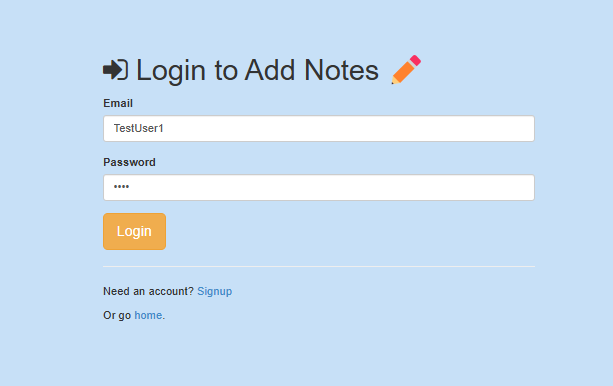 Login to Add Notes
Email
TestUser1
Password
••••
Login
Need an account? Signup
Or go home.